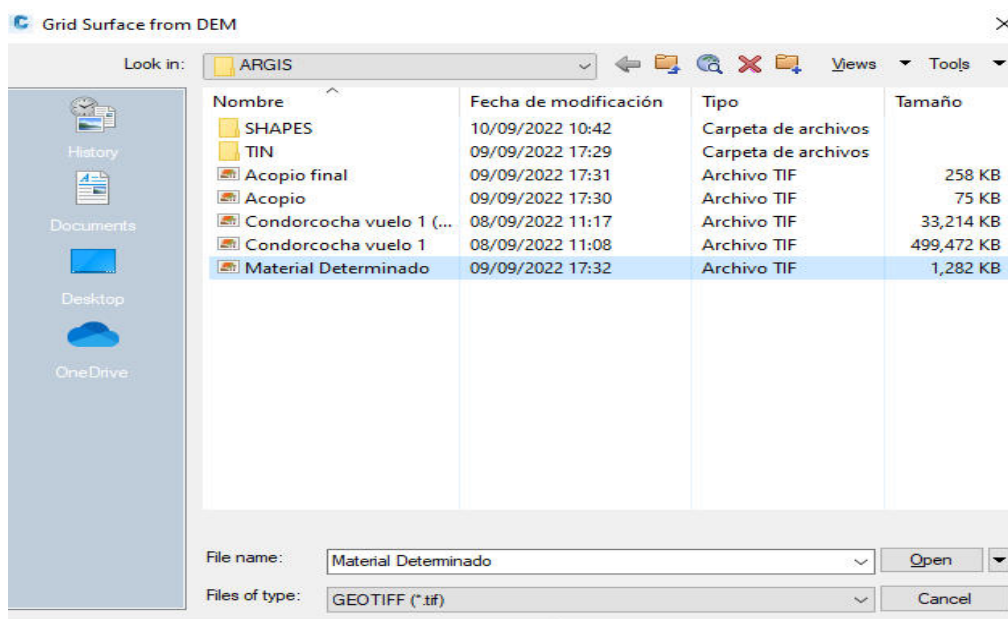 Grid Surface from DEM
Look in: ARGIS Views Tools
Nombre Fecha de modificación Tipo Tamaño
SHAPES 10/09/2022 10:42 Carpeta de archivos
TIN 09/09/2022 17:29 Carpeta de archivos
Acopio final 09/09/2022 17:31 Archivo TIF 258 KB
Acopio 09/09/2022 17:30 Archivo TIF 75 KB
Condorcocha vuelo 1 (... 08/09/2022 11:17 Archivo TIF 33,214 KB
Condorcocha vuelo 1 08/09/2022 11:08 Archivo TIF 499,472 KB
Material Determinado 09/09/2022 17:32 Archivo TIF 1,282 KB
History
Documents
Desktop
OneDrive
File name: Material Determinado Open
Files of type: GEOTIFF (*.tif) Cancel